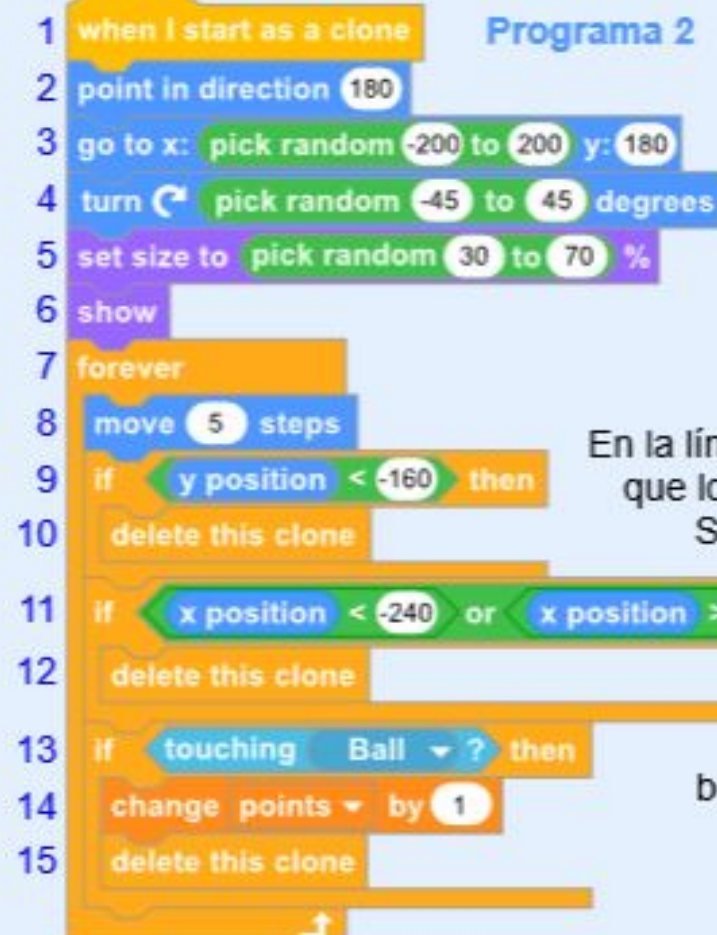 Programa 2
1 when I start as a clone
2 point in direction 180
3 go to x: pick random -200 to 200 y: 180
4 turn pick random -45 to 45 degrees
5 set size to pick random 30 to 70 %
6 show
7 forever
8 move 5 steps
9 if y position < -160 then
10 delete this clone
11 if x position < -240 or x position >
12 delete this clone
13 if touching Ball ? then
14 change points by 1
15 delete this clone
En la lín
que lo
S
b